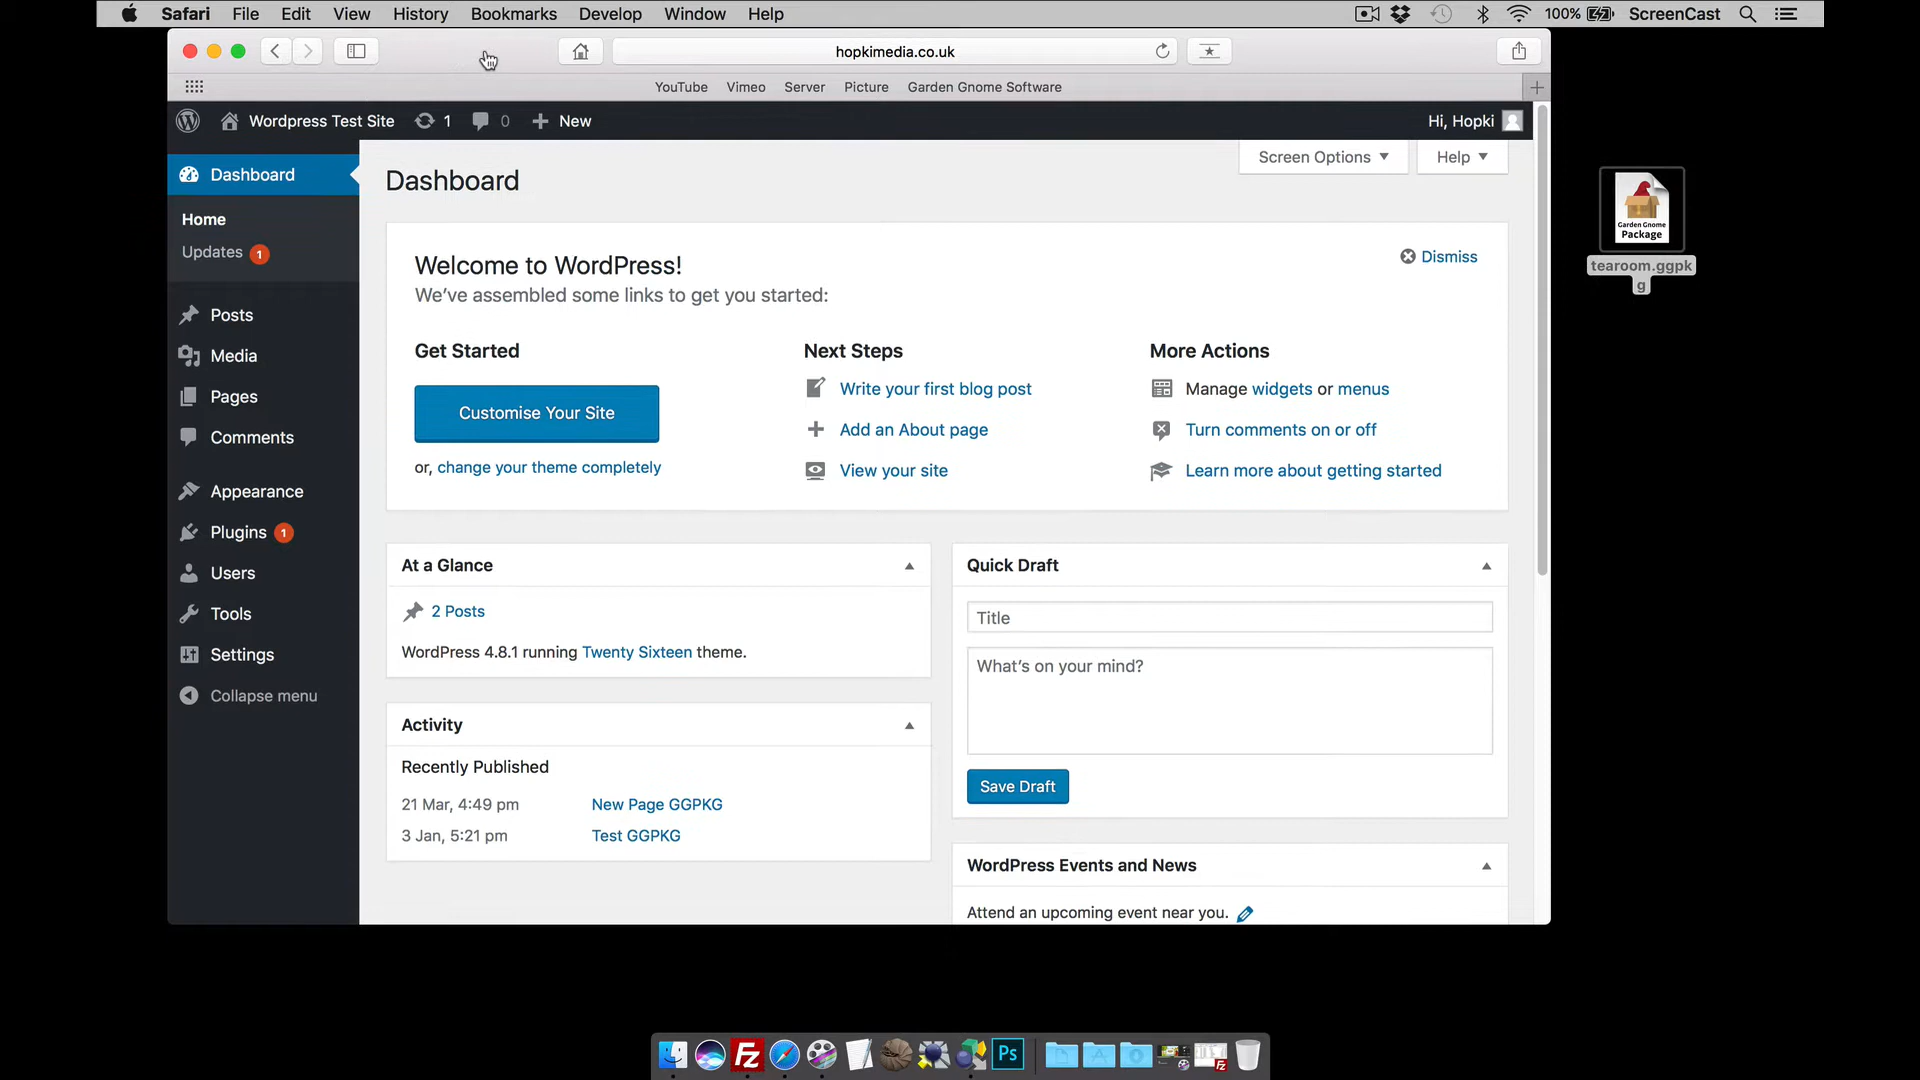 Safari File Edit View History Bookmarks Develop Window Help 100% ScreenCast
hopkimedia.co.uk
YouTube Vimeo Server Picture Garden Gnome Software
Wordpress Test Site 1 0 New Hi, Hopki
Dashboard
Home
Updates 1
Posts
Media
Pages
Comments
Appearance
Plugins 1
Users
Tools
Settings
Collapse menu
Screen Options Help
Dashboard
Welcome to WordPress!
Dismiss
We've assembled some links to get you started:
Get Started
Customise Your Site
or, change your theme completely
Next Steps
Write your first blog post
Add an About page
View your site
More Actions
Manage widgets or menus
Turn comments on or off
Learn more about getting started
At a Glance
2 Posts
WordPress 4.8.1 running Twenty Sixteen theme.
Activity
Recently Published
21 Mar, 4:49 pm New Page GGPKG
3 Jan, 5:21 pm Test GGPKG
Quick Draft
Title
What's on your mind?
Save Draft
WordPress Events and News
Attend an upcoming event near you.
Garden Gnome
Package
tearoom.ggpk
g
Fz
Ps